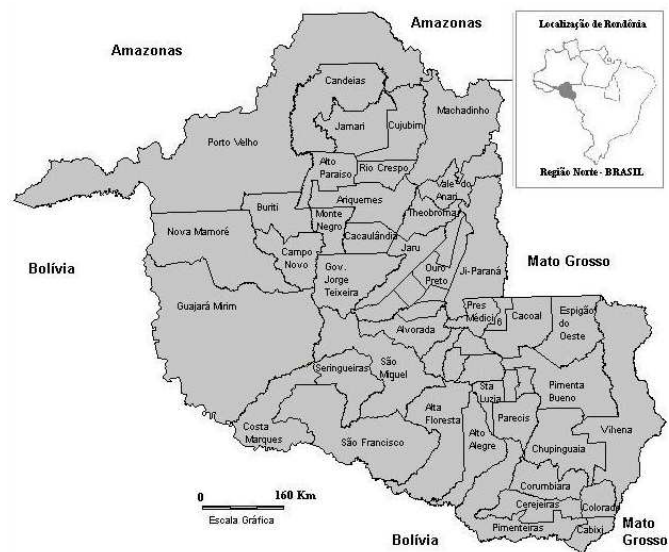 Amazonas
Amazonas
Localização de Rondônia
Região Norte - BRASIL
Candeias
Jamari
Cujubim
Machadinho
Porto Velho
Alto
Paraiso
Rio Crespo
Vale do
Anari
Ariquemes
Buriti
Monte
Negro
Theobroma
Nova Mamoré
Cacaulândia
Jaru
Campo
Novo
Gov.
Jorge
Teixeira
Ouro
Preto
Ji-Paraná
Mato Grosso
Bolívia
Guajará Mirim
Pres
Médici
Cacoal
Espigão
do
Oeste
Alvorada
Seringueiras
São
Miguel
Sta
Luzia
Pimenta
Bueno
Alta
Floresta
Parecis
Costa
Marques
São Francisco
Alto
Alegre
Vihena
Chupinguaia
Corumbiara
Cerejeiras
Colorad
Pimenteiras
Cabixi
Mato
Grosso
Bolívia
0 160 Km
Escala Gráfica